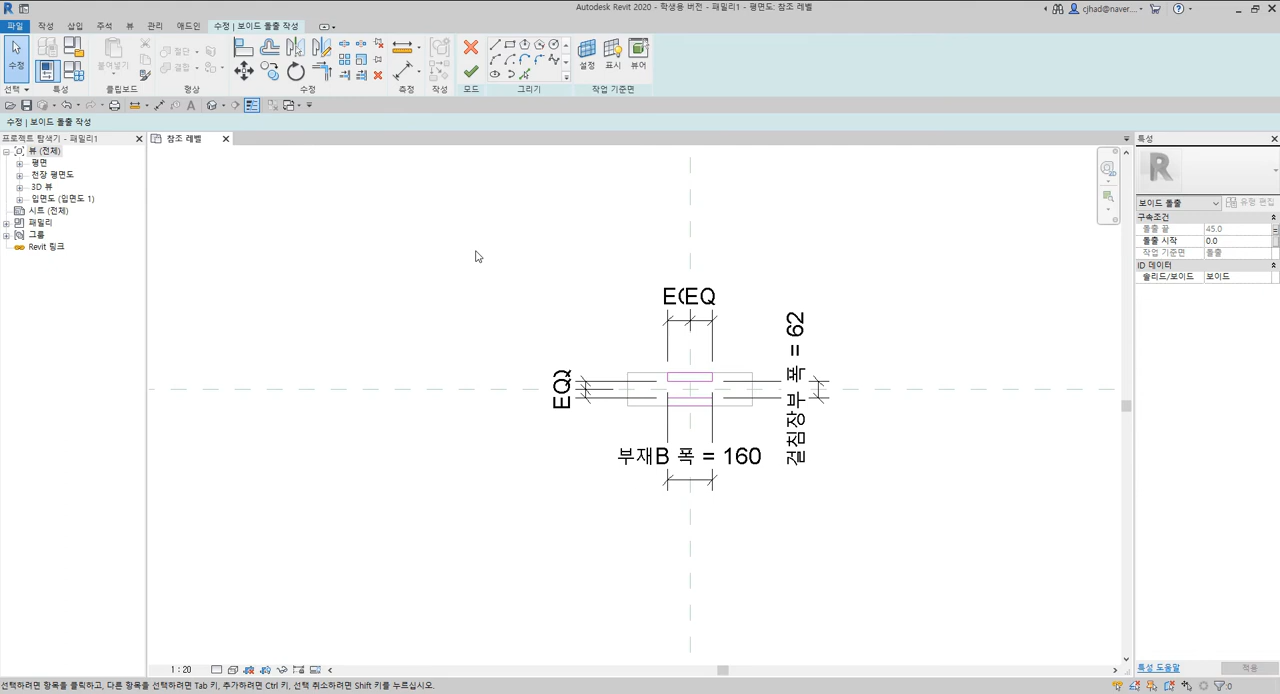 Autodesk Revit 2020 - 학생용 버전 - 패밀리1 - 평면도: 참조 레벨
cjhad@naver....
파일 작성 삽입 주석 뷰 관리 애드인 수정 | 보이드 돌출 작성
수정
붙여넣기
절단
결합
설정 표시 뷰어
선택 특성 클립보드 형상 수정 측정 작성 모드 그리기 작업 기준면
수정 | 보이드 돌출 작성
프로젝트 탐색기 - 패밀리1
참조 레벨
특성
뷰 (전체)
평면
천장 평면도
3D 뷰
입면도 (입면도 1)
시트 (전체)
패밀리
그룹
Revit 링크
보이드 돌출
유형 편집
구속조건
돌출 끝 45.0
돌출 시작 0.0
작업 기준면 돌출
ID 데이터
솔리드/보이드 보이드
EQ
걸침장부 폭 = 62
부재B 폭 = 160
1 : 20
특성 도움말
적용
선택하려면 항목을 클릭하고, 다른 항목을 선택하려면 Tab 키, 추가하려면 Ctrl 키, 선택 취소하려면 Shift 키를 누르십시오.
:0